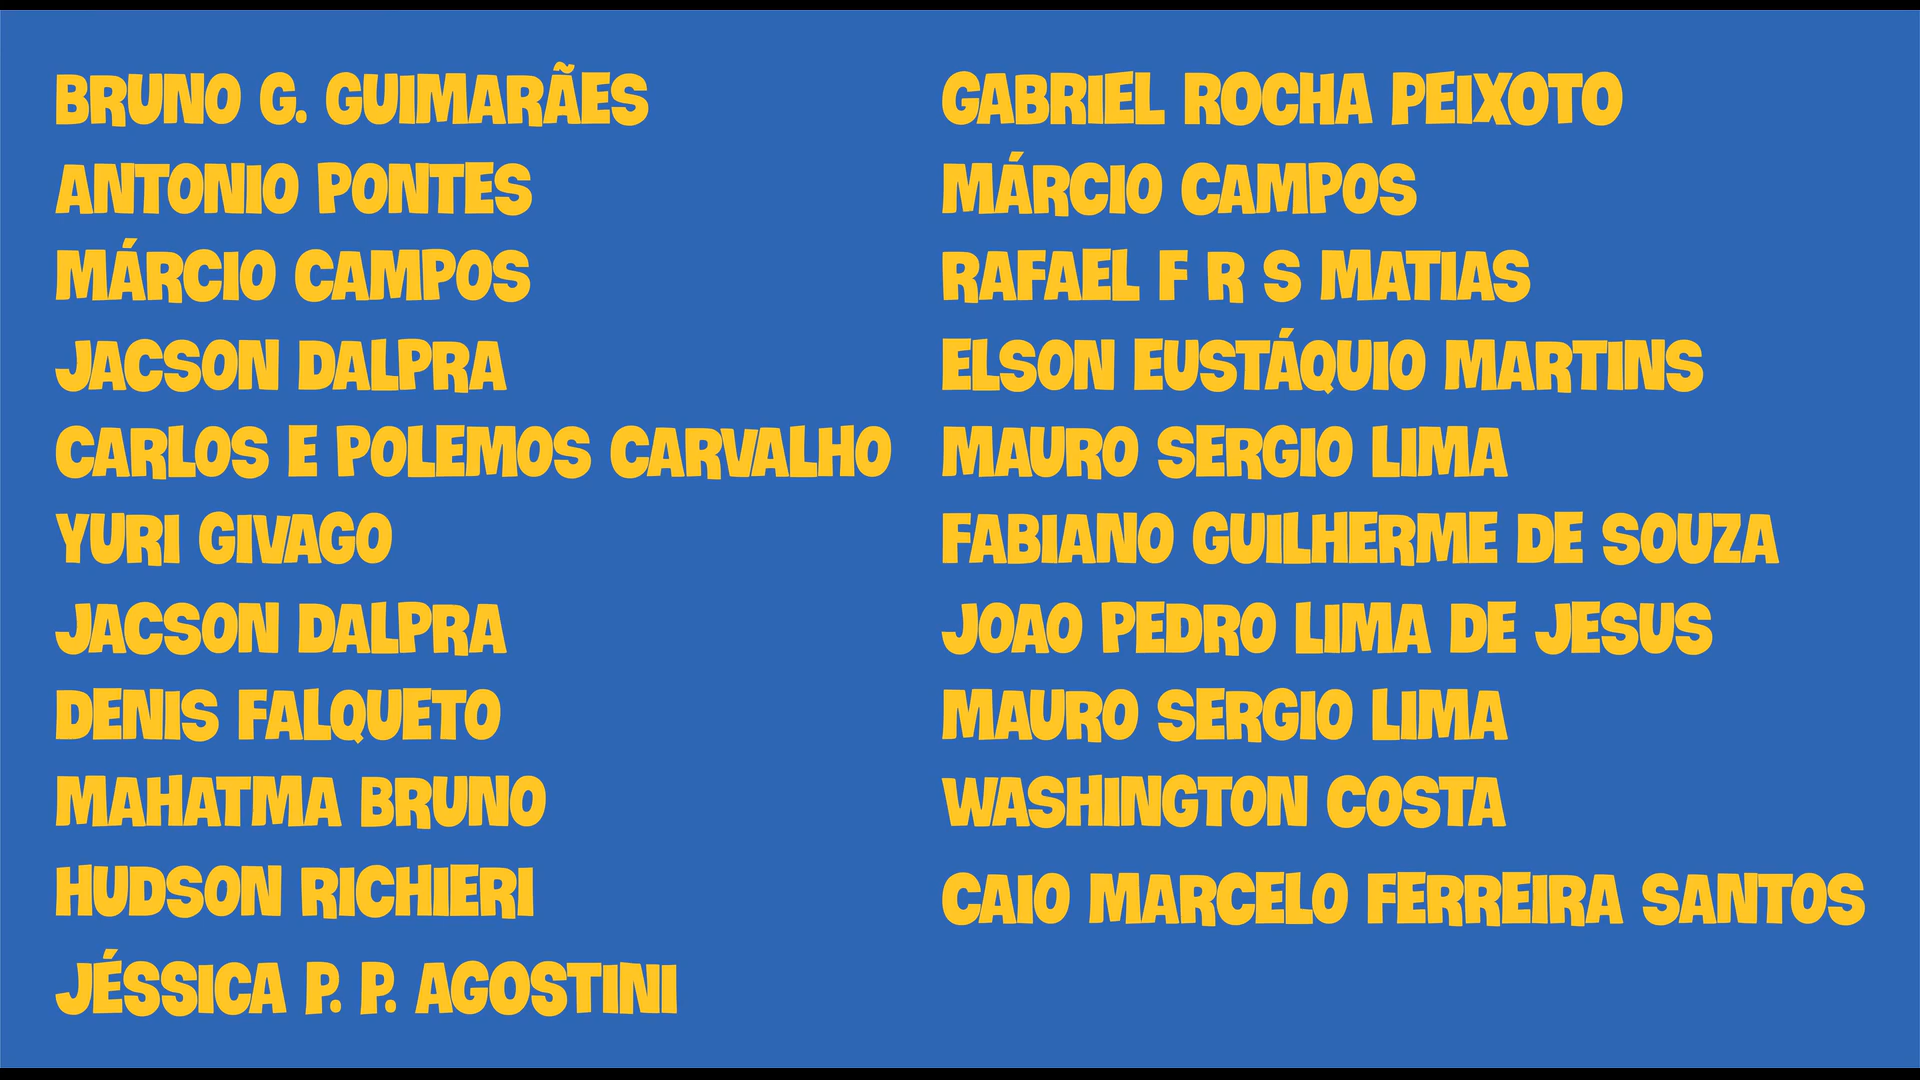 BRUNO G. GUIMARÃES
ANTONIO PONTES
MÁRCIO CAMPOS
JACSON DALPRA
CARLOS E POLEMOS CARVALHO
YURI GIVAGO
JACSON DALPRA
DENIS FALQUETO
MAHATMA BRUNO
HUDSON RICHIERI
JÉSSICA P. P. AGOSTINI
GABRIEL ROCHA PEIXOTO
MÁRCIO CAMPOS
RAFAEL F R S MATIAS
ELSON EUSTÁQUIO MARTINS
MAURO SERGIO LIMA
FABIANO GUILHERME DE SOUZA
JOAO PEDRO LIMA DE JESUS
MAURO SERGIO LIMA
WASHINGTON COSTA
CAIO MARCELO FERREIRA SANTOS